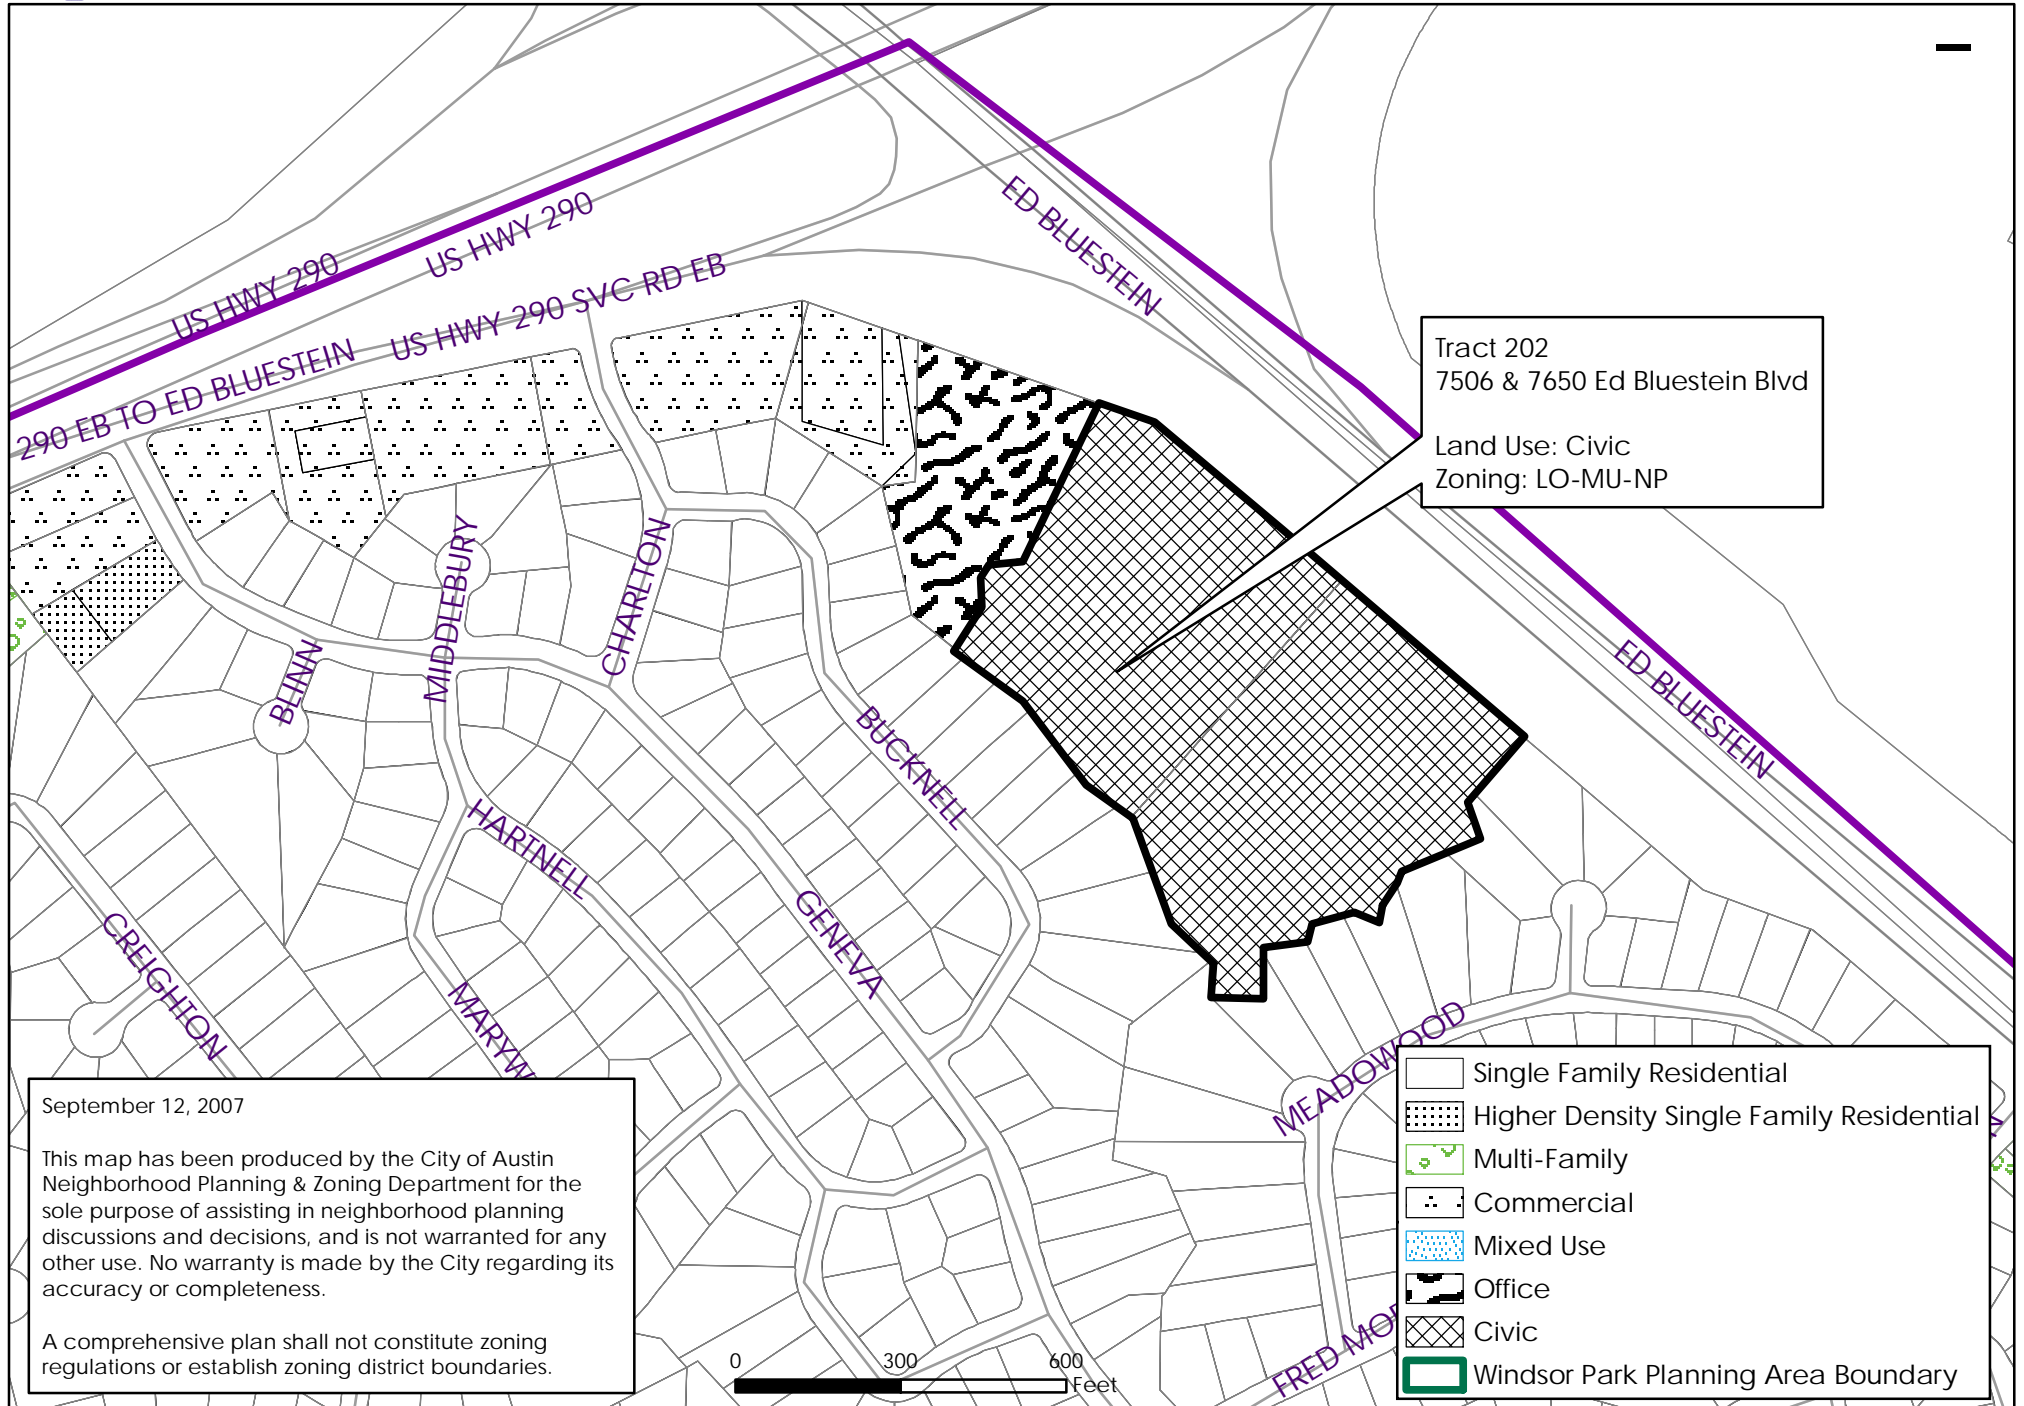 US HWY 290
US HWY 290
ED BLUESTEIN
290 EB TO ED BLUESTEIN
US HWY 290 SVC RD EB
Tract 202
7506 & 7650 Ed Bluestein Blvd
Land Use: Civic
Zoning: LO-MU-NP
MIDDLEBURY
CHARLTON
BLINN
BUCKNELL
ED BLUESTEIN
HARTNELL
GENEVA
CREIGHTON
MARYW
MEADOWOOD
FRED MO
September 12, 2007
This map has been produced by the City of Austin
Neighborhood Planning & Zoning Department for the
sole purpose of assisting in neighborhood planning
discussions and decisions, and is not warranted for any
other use. No warranty is made by the City regarding its
accuracy or completeness.
A comprehensive plan shall not constitute zoning
regulations or establish zoning district boundaries.
0 300 600
Feet
Single Family Residential
Higher Density Single Family Residential
Multi-Family
Commercial
Mixed Use
Office
Civic
Windsor Park Planning Area Boundary